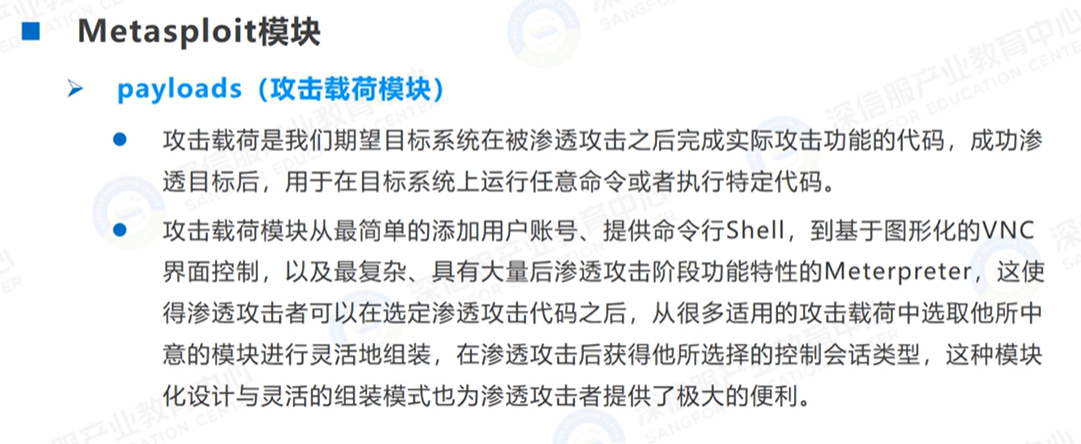 Metasploit模块
payloads（攻击载荷模块）
攻击载荷是我们期望目标系统在被渗透攻击之后完成实际攻击功能的代码，成功渗
透目标后，用于在目标系统上运行任意命令或者执行特定代码。
攻击载荷模块从最简单的添加用户账号、提供命令行Shell，到基于图形化的VNC
界面控制，以及最复杂、具有大量后渗透攻击阶段功能特性的Meterpreter，这使
得渗透攻击者可以在选定渗透攻击代码之后，从很多适用的攻击载荷中选取他所中
意的模块进行灵活地组装，在渗透攻击后获得他所选择的控制会话类型，这种模块
化设计与灵活的组装模式也为渗透攻击者提供了极大的便利。
深信服产业教育中心
SANGFOR EDUCATION CENTER